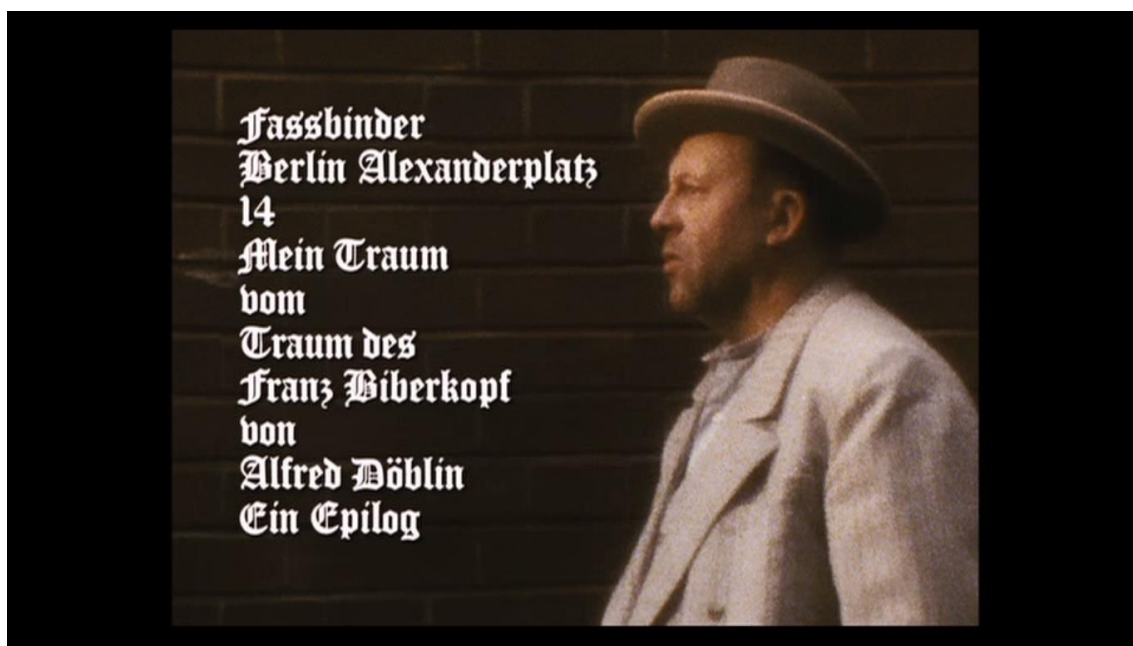 Fassbinder
Berlin Alexanderplatz
14
Mein Traum
vom
Traum des
Franz Biberkopf
von
Alfred Döblin
Ein Epilog